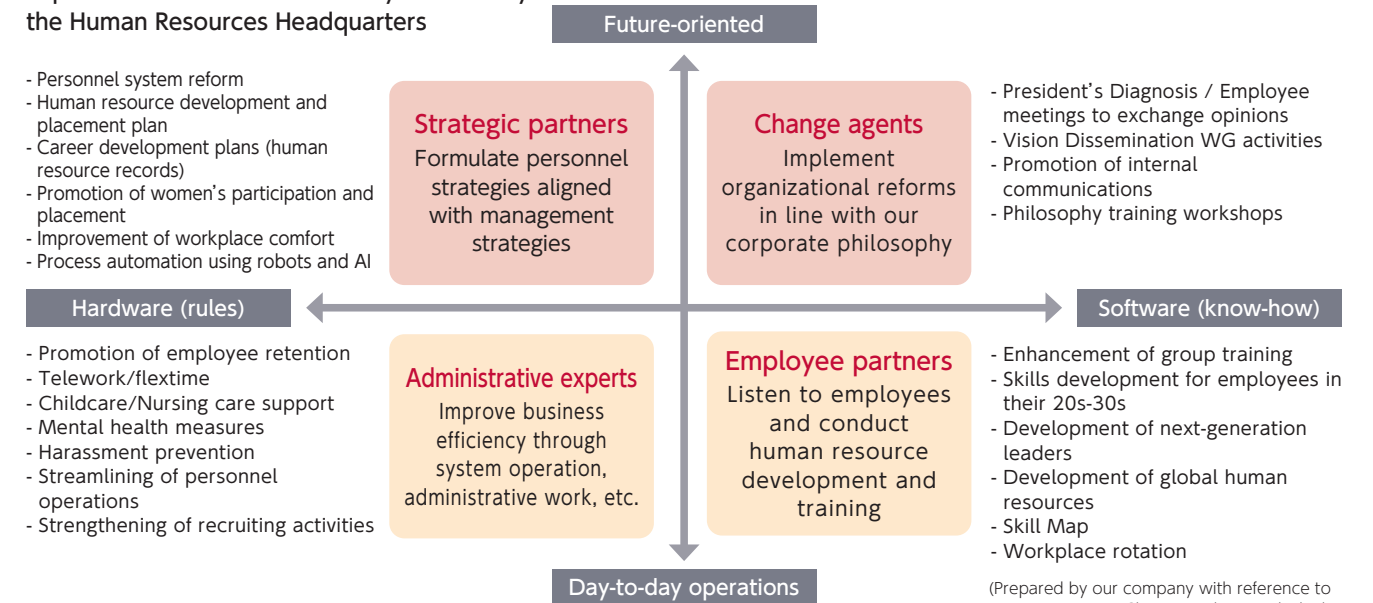 the Human Resources Headquarters
Future-oriented
- Personnel system reform
- Human resource development and
placement plan
- Career development plans (human
resource records)
- Promotion of women's participation and
placement
- Improvement of workplace comfort
- Process automation using robots and AI
Strategic partners
Formulate personnel
strategies aligned
with management
strategies
Change agents
Implement
organizational reforms
in line with our
corporate philosophy
- President's Diagnosis / Employee
meetings to exchange opinions
- Vision Dissemination WG activities
- Promotion of internal
communications
- Philosophy training workshops
Hardware (rules)
Software (know-how)
- Promotion of employee retention
- Telework/flextime
- Childcare/Nursing care support
- Mental health measures
- Harassment prevention
- Streamlining of personnel
operations
- Strengthening of recruiting activities
Administrative experts
Improve business
efficiency through
system operation,
administrative work, etc.
Employee partners
Listen to employees
and conduct
human resource
development and
training
- Enhancement of group training
- Skills development for employees in
their 20s-30s
- Development of next-generation
leaders
- Development of global human
resources
- Skill Map
- Workplace rotation
Day-to-day operations
(Prepared by our company with reference to